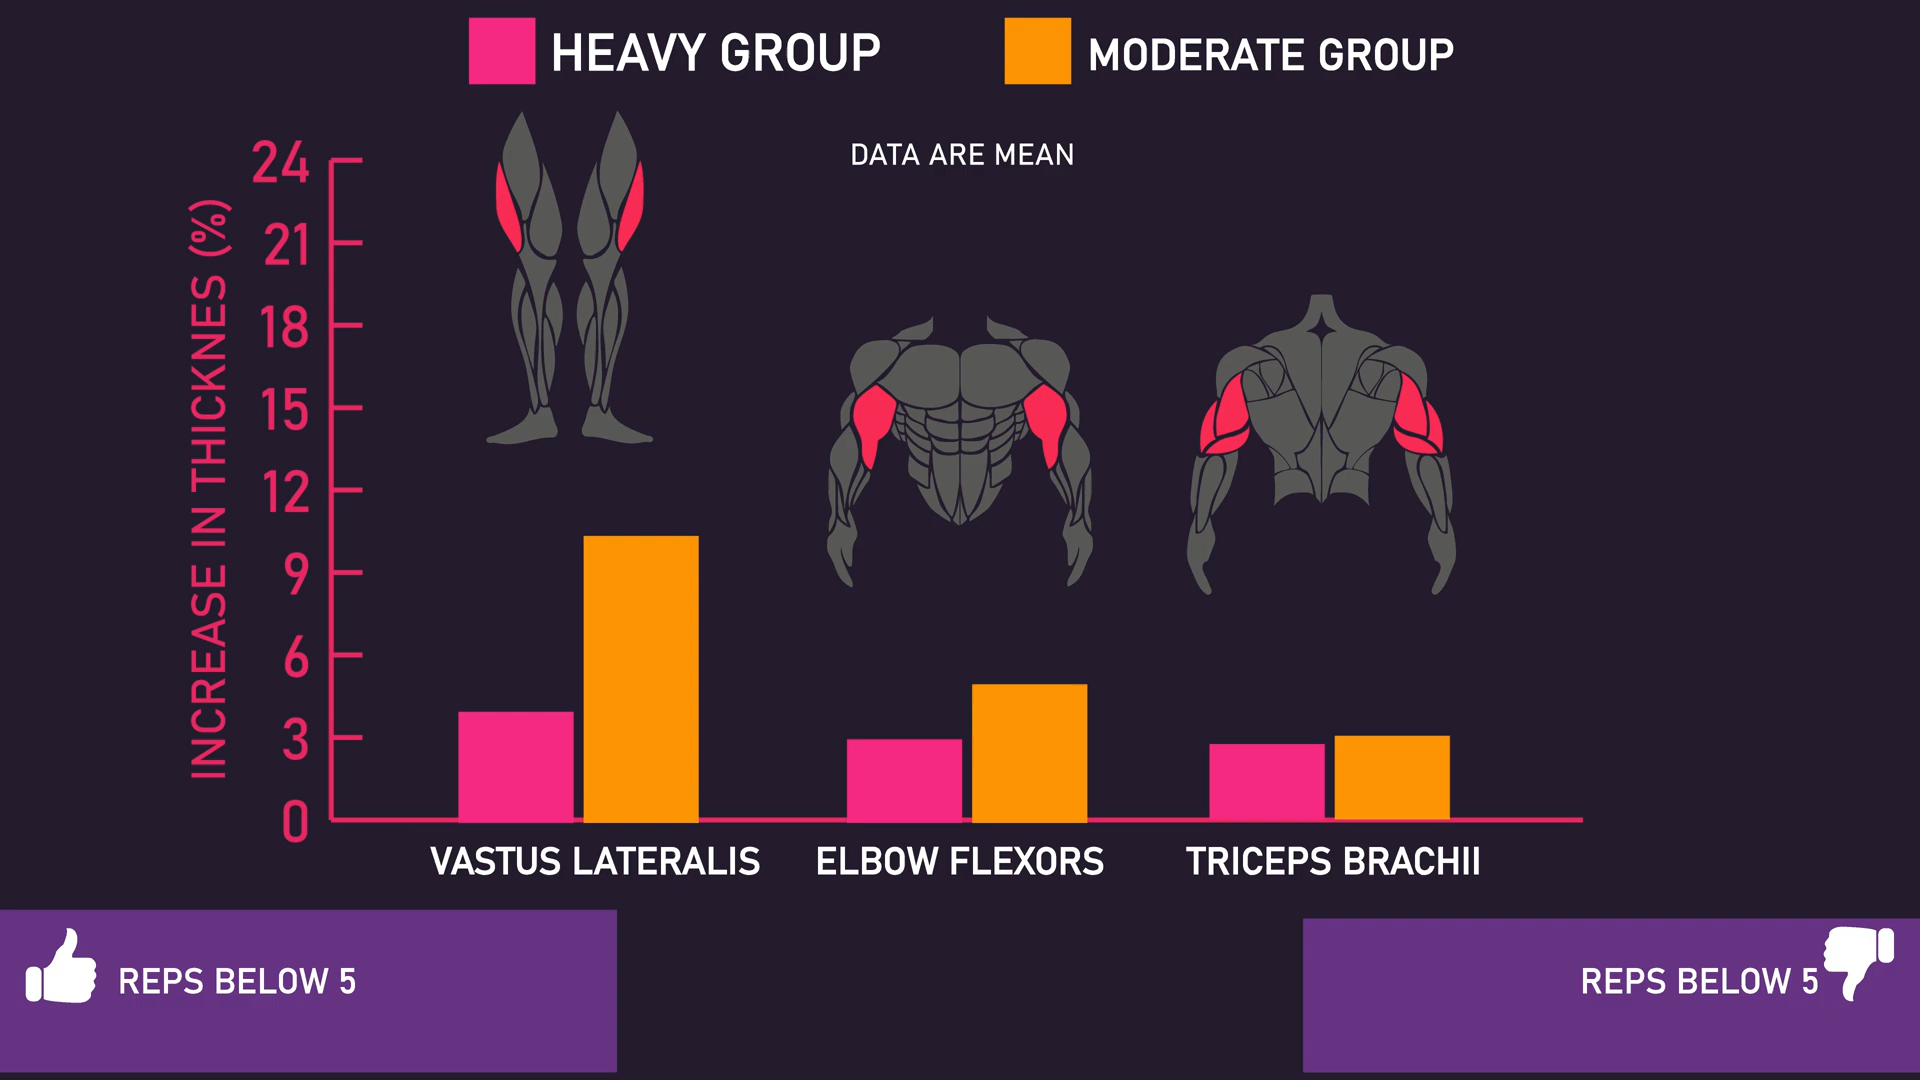 HEAVY GROUP
MODERATE GROUP
DATA ARE MEAN
INCREASE IN THICKNES (%)
24
21
18
15
12
9
6
3
0
VASTUS LATERALIS
ELBOW FLEXORS
TRICEPS BRACHII
REPS BELOW 5
REPS BELOW 5